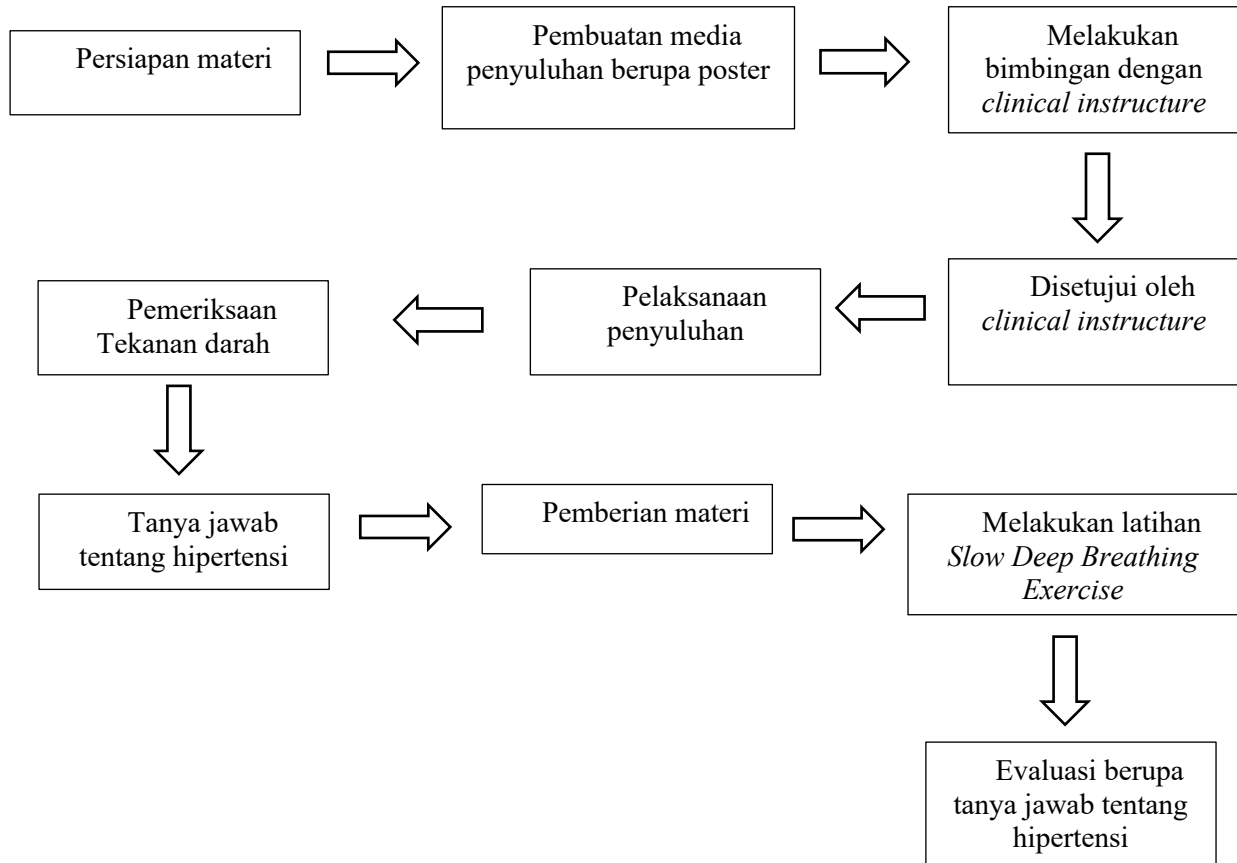 Persiapan materi
Pembuatan media
penyuluhan berupa poster
Melakukan
bimbingan dengan
clinical instructure
Disetujui oleh
clinical instructure
Pelaksanaan
penyuluhan
Pemeriksaan
Tekanan darah
Tanya jawab
tentang hipertensi
Pemberian materi
Melakukan latihan
Slow Deep Breathing
Exercise
Evaluasi berupa
tanya jawab tentang
hipertensi